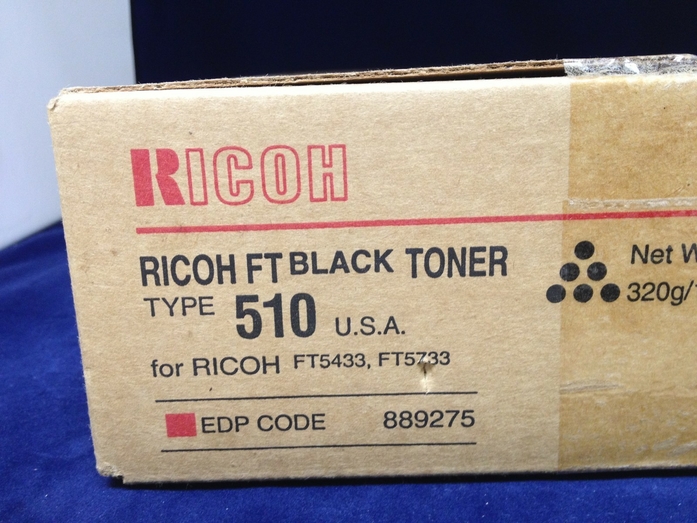 RICOH
RICOH FT BLACK TONER
TYPE 510 U.S.A.
for RICOH FT5433, FT5733
EDP CODE 889275
Net
320g/